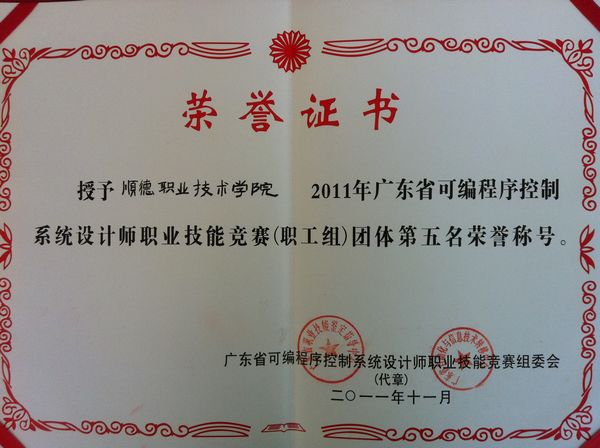 荣誉证书
授予 順德职业技术学院 2011年广东省可编程序控制
系统设计师职业技能竞赛(职工组)团体第五名荣誉称号。
广东省可编程序控制系统设计师职业技能竞赛组委会
(代章)
二〇一一年十一月